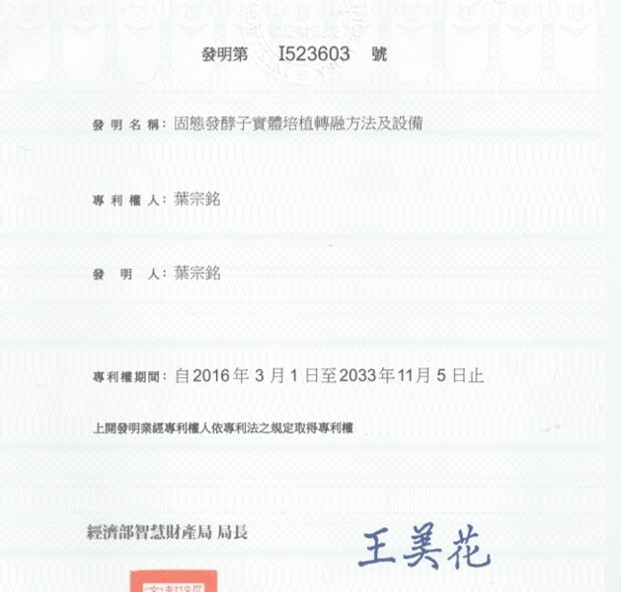 發明第 I523603 號
發明名稱：固態發酵子實體培植轉融方法及設備
專利權人：葉宗銘
發明人：葉宗銘
專利權期間：自2016年3月1日至2033年11月5日止
上開發明業經專利權人依專利法之規定取得專利權
經濟部智慧財產局 局長
王美花